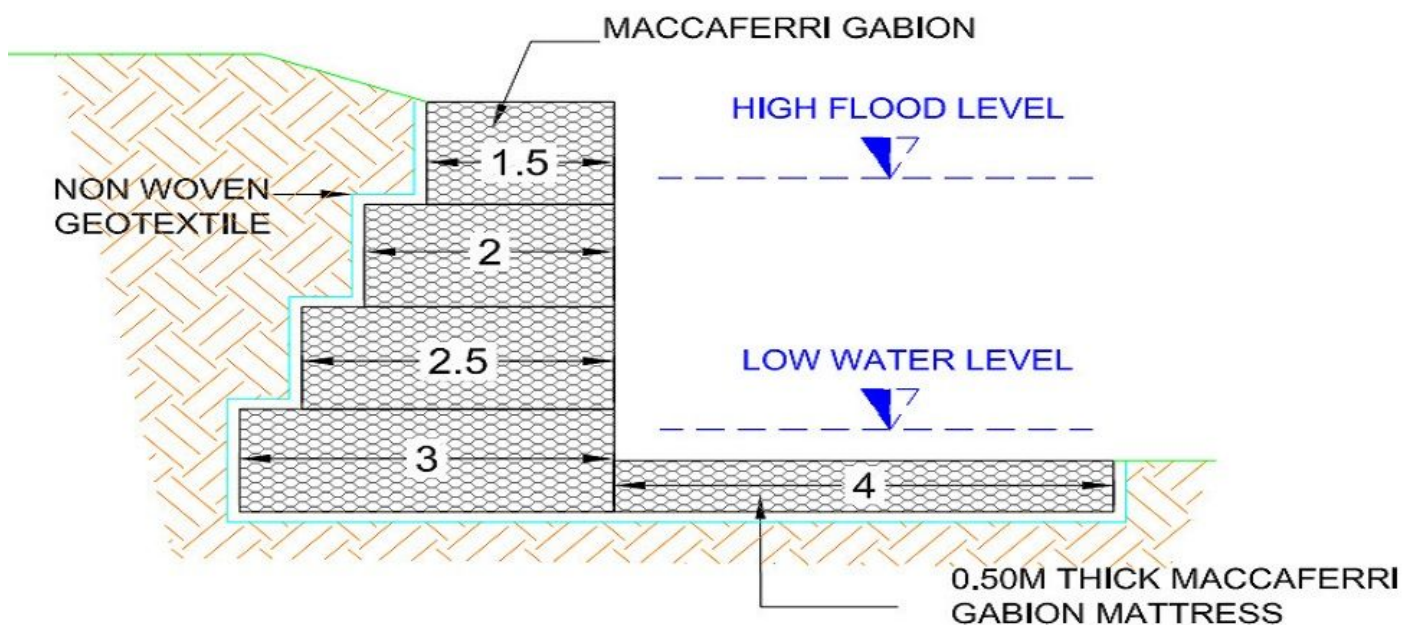 MACCAFERRI GABION
HIGH FLOOD LEVEL
1.5
NON WOVEN
GEOTEXTILE
2
LOW WATER LEVEL
2.5
3
4
0.50M THICK MACCAFERRI
GABION MATTRESS